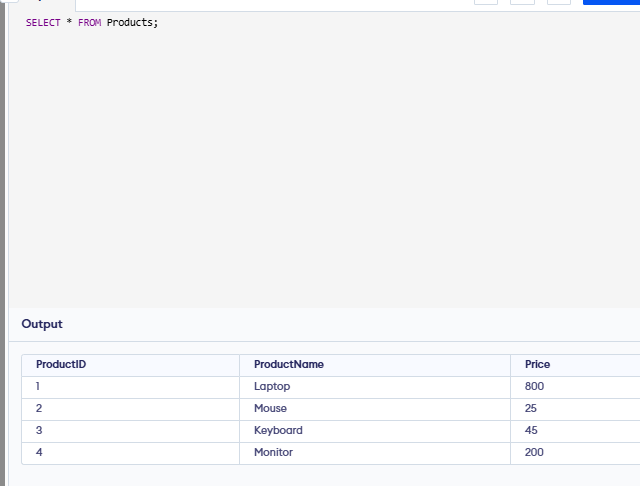 SELECT * FROM Products;
Output
ProductID ProductName Price
1 Laptop 800
2 Mouse 25
3 Keyboard 45
4 Monitor 200